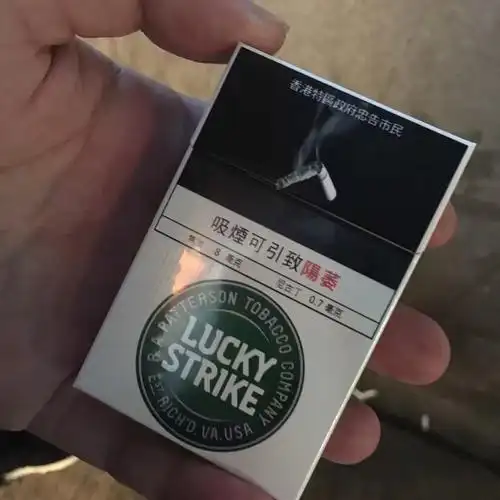 香港特區政府忠告市民
吸煙可引致陽萎
焦油 8 毫克 尼古丁 0.7 毫克
R.A. PATTERSON TOBACCO COMPANY
LUCKY
STRIKE
EST RICH'D VA. USA